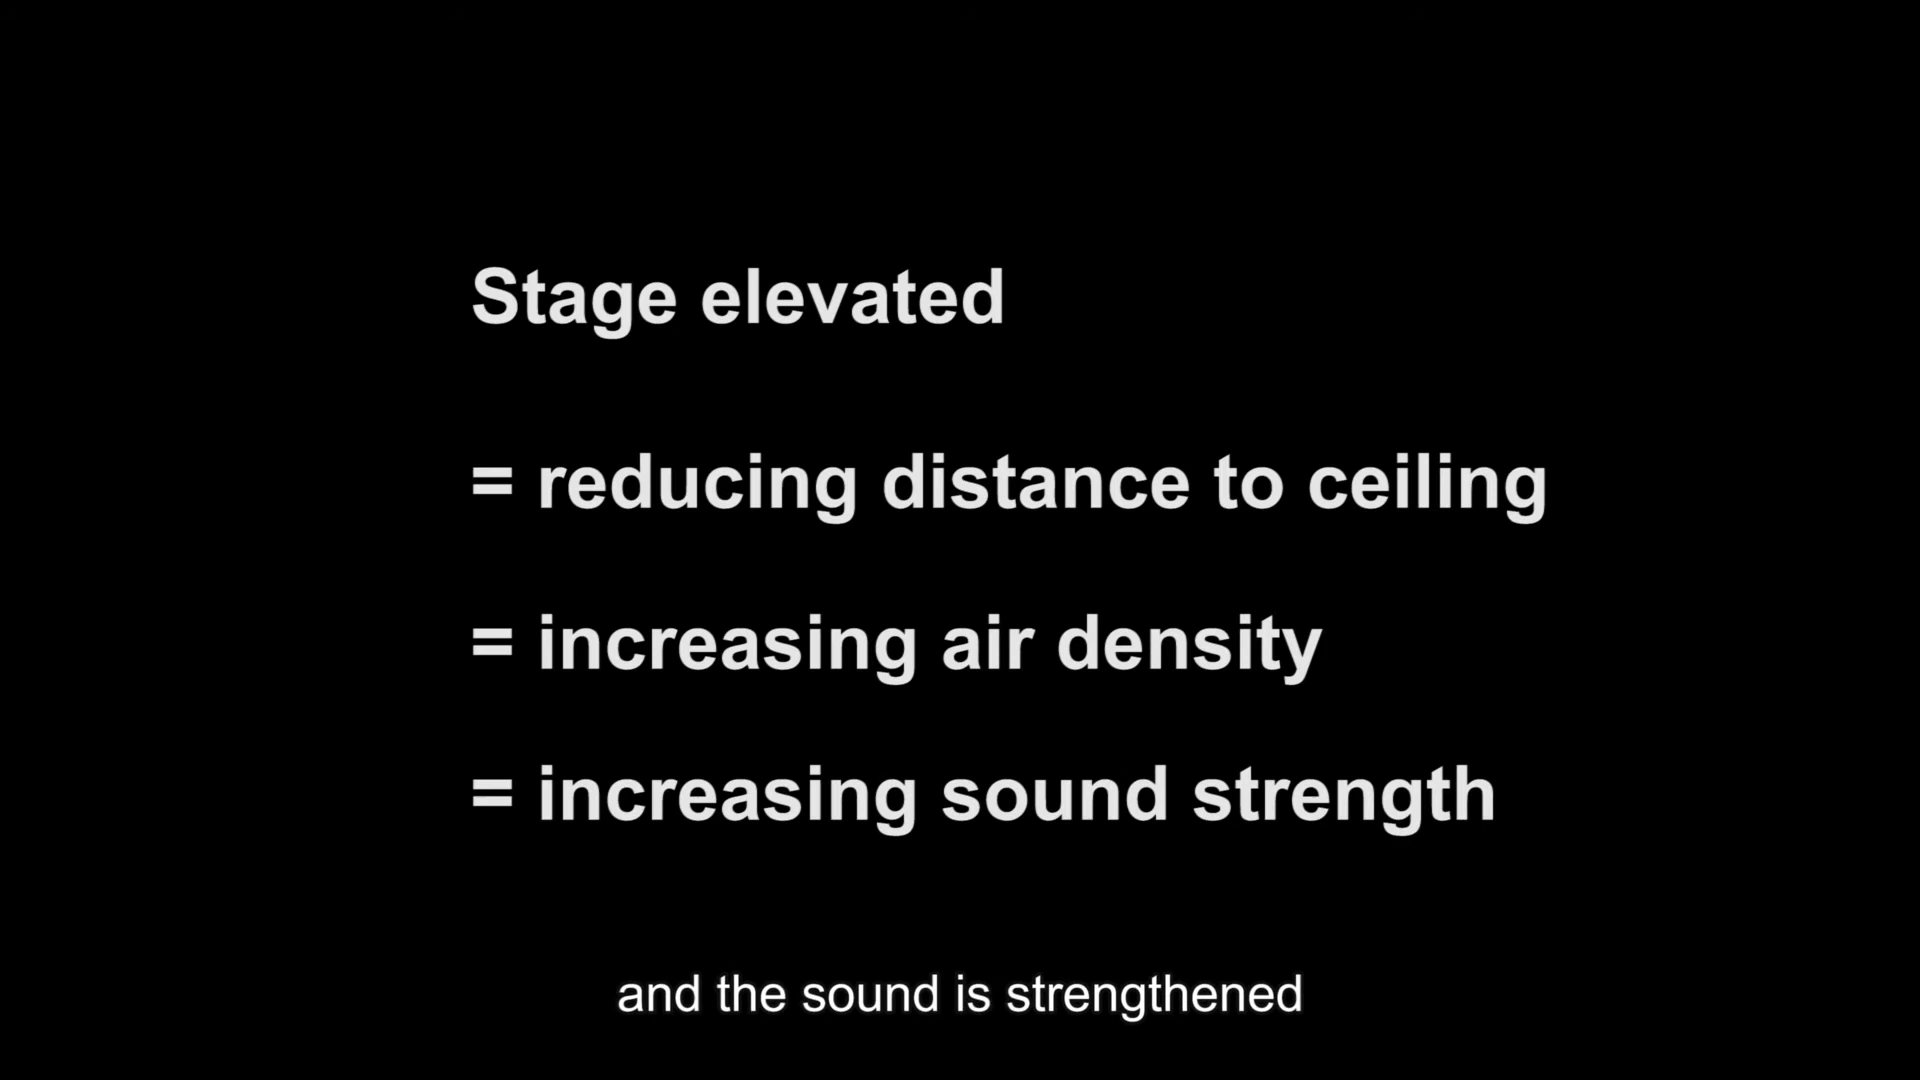 Stage elevated
= reducing distance to ceiling
= increasing air density
= increasing sound strength
and the sound is strengthened